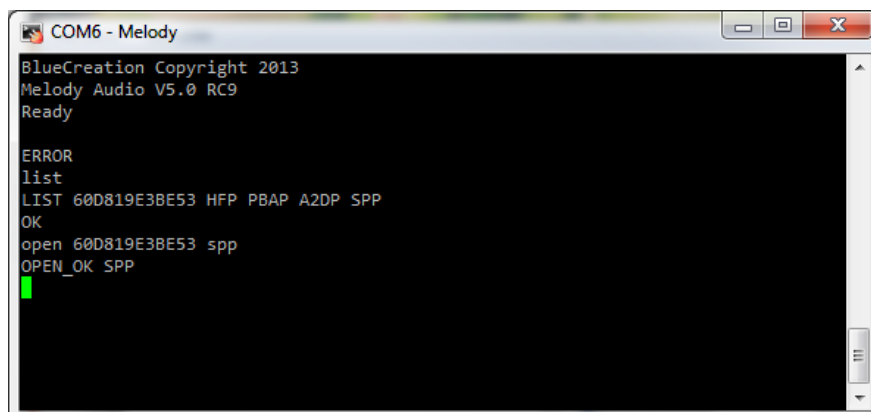 COM6 - Melody
BlueCreation Copyright 2013
Melody Audio V5.0 RC9
Ready
ERROR
list
LIST 60D819E3BE53 HFP PBAP A2DP SPP
OK
open 60D819E3BE53 spp
OPEN_OK SPP